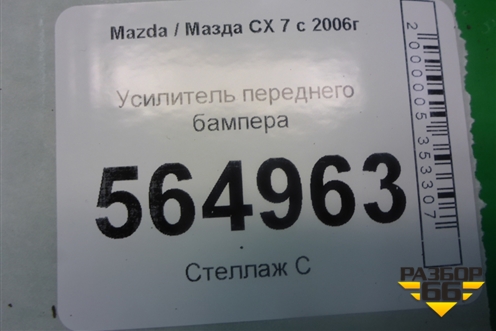 Mazda / Мазда CX 7 с 2006г
Усилитель переднего
бампера
564963
Стеллаж С
2000005353307
РАЗБОР
66